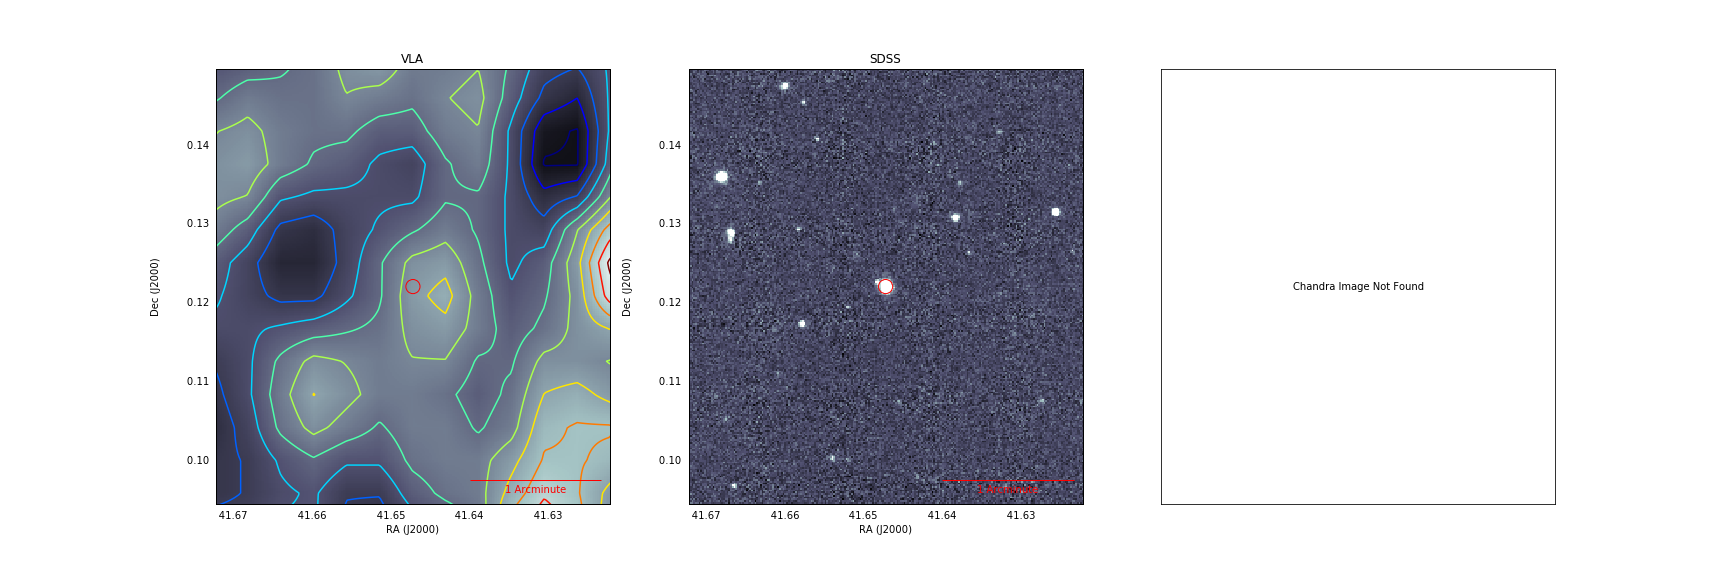 VLA
0.14
0.13
0.12
0.11
0.10
Dec (J2000)
1 Arcminute
41.67 41.66 41.65 41.64 41.63
RA (J2000)
SDSS
0.14
0.13
0.12
0.11
0.10
Dec (J2000)
1 Arcminute
41.67 41.66 41.65 41.64 41.63
RA (J2000)
Chandra Image Not Found